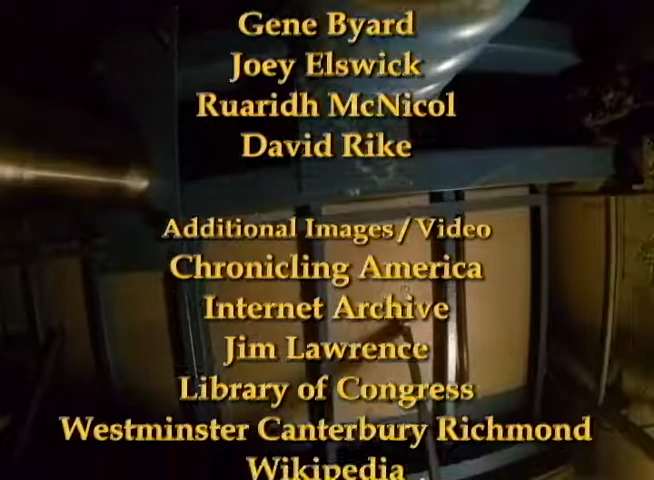 Gene Byard
Joey Elswick
Ruaridh McNicol
David Rike
Additional Images/Video
Chronicling America
Internet Archive
Jim Lawrence
Library of Congress
Westminster Canterbury Richmond
Wikipedia